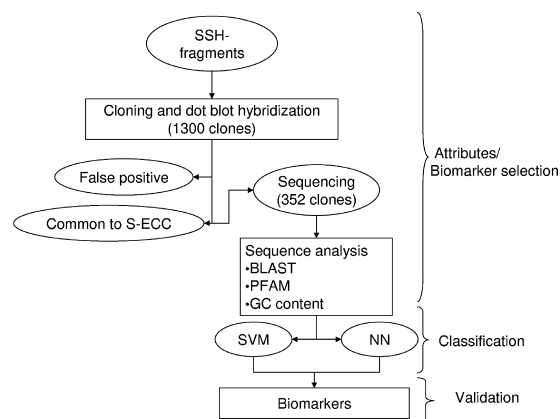 SSH-
fragments
Cloning and dot blot hybridization
(1300 clones)
Attributes/
Biomarker selection
False positive
Sequencing
(352 clones)
Common to S-ECC
Sequence analysis
•BLAST
•PFAM
•GC content
SVM
NN
Classification
Biomarkers
Validation